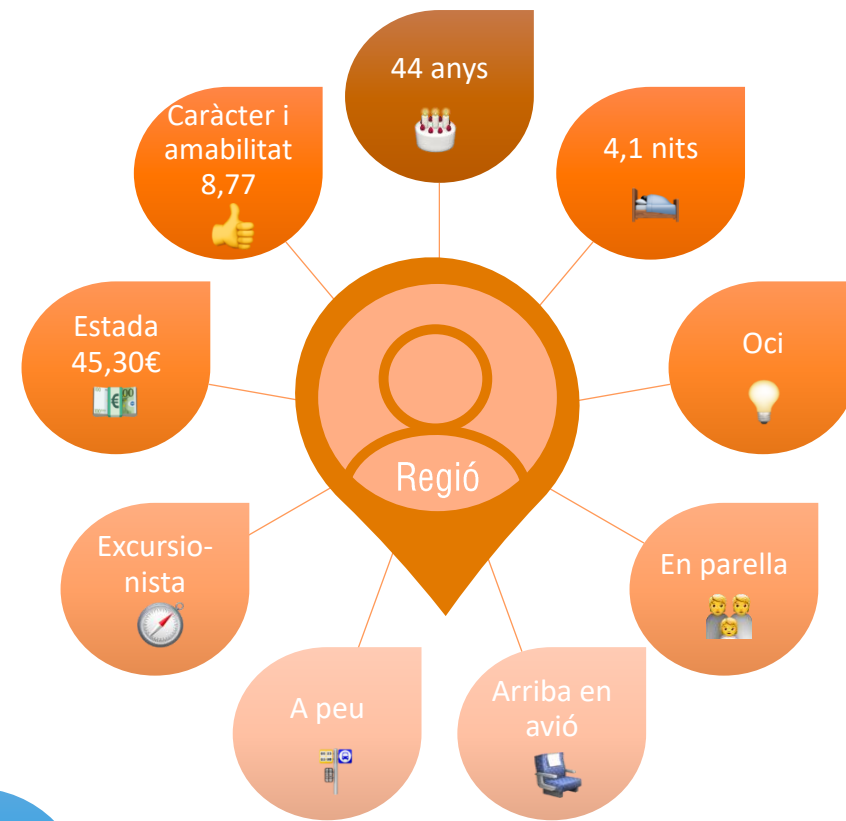 44 anys
Caràcter i
amabilitat
8,77
4,1 nits
Estada
45,30€
Oci
Regió
Excursio-
nista
En parella
A peu
Arriba en
avió